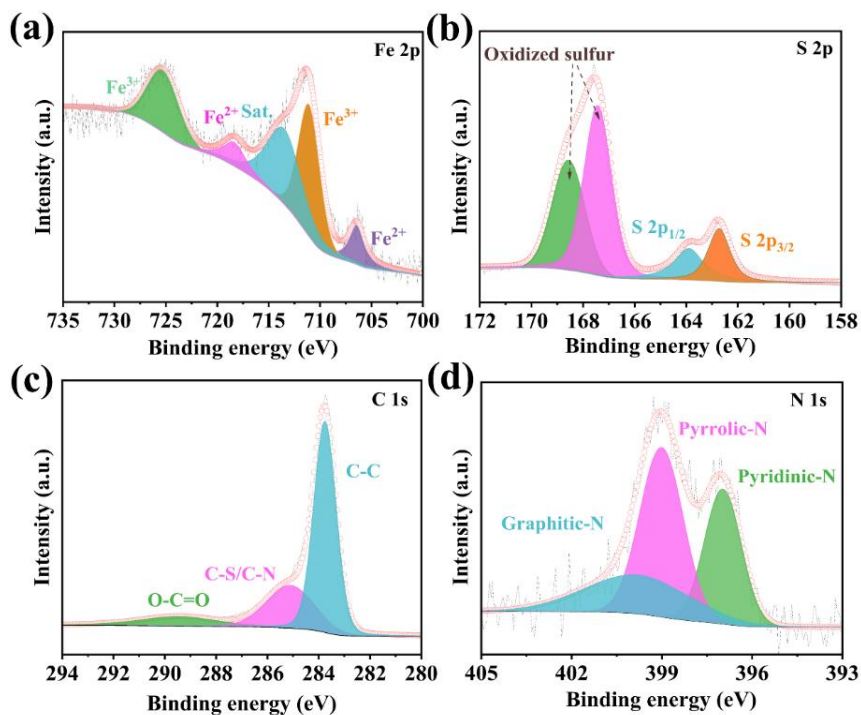 (a)
Fe 2p
Fe³⁺
Fe²⁺
Sat.
Fe³⁺
Fe²⁺
Intensity (a.u.)
735 730 725 720 715 710 705 700
Binding energy (eV)
(b)
S 2p
Oxidized sulfur
S 2p₁/₂
S 2p₃/₂
Intensity (a.u.)
172 170 168 166 164 162 160 158
Binding energy (eV)
(c)
C 1s
C-C
C-S/C-N
O-C=O
Intensity (a.u.)
294 292 290 288 286 284 282 280
Binding energy (eV)
(d)
N 1s
Pyrrolic-N
Pyridinic-N
Graphitic-N
Intensity (a.u.)
405 402 399 396 393
Binding energy (eV)